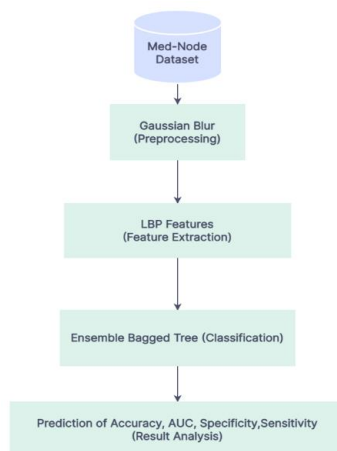 Med-Node
Dataset
Gaussian Blur
(Preprocessing)
LBP Features
(Feature Extraction)
Ensemble Bagged Tree (Classification)
Prediction of Accuracy, AUC, Specificity,Sensitivity
(Result Analysis)